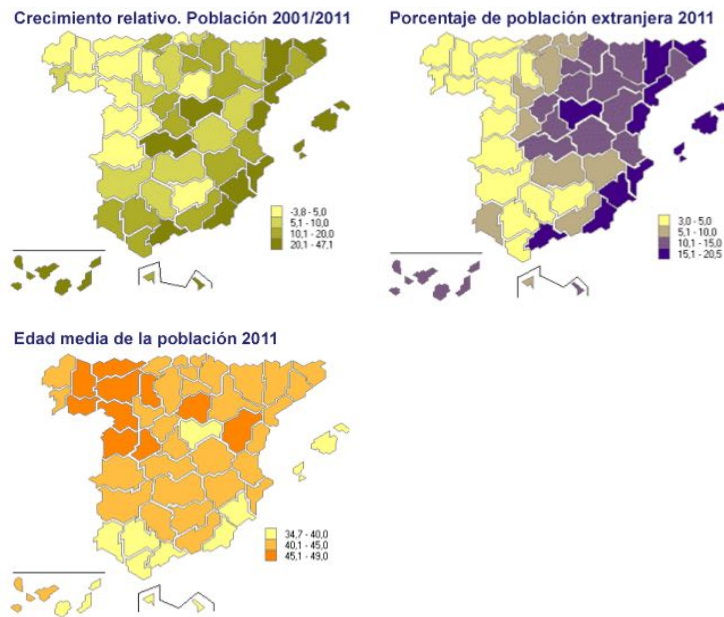 Crecimiento relativo. Población 2001/2011
-3,8 - 5,0
5,1 - 10,0
10,1 - 20,0
20,1 - 47,1
Porcentaje de población extranjera 2011
3,0 - 5,0
5,1 - 10,0
10,1 - 15,0
15,1 - 20,5
Edad media de la población 2011
34,7 - 40,0
40,1 - 45,0
45,1 - 49,0